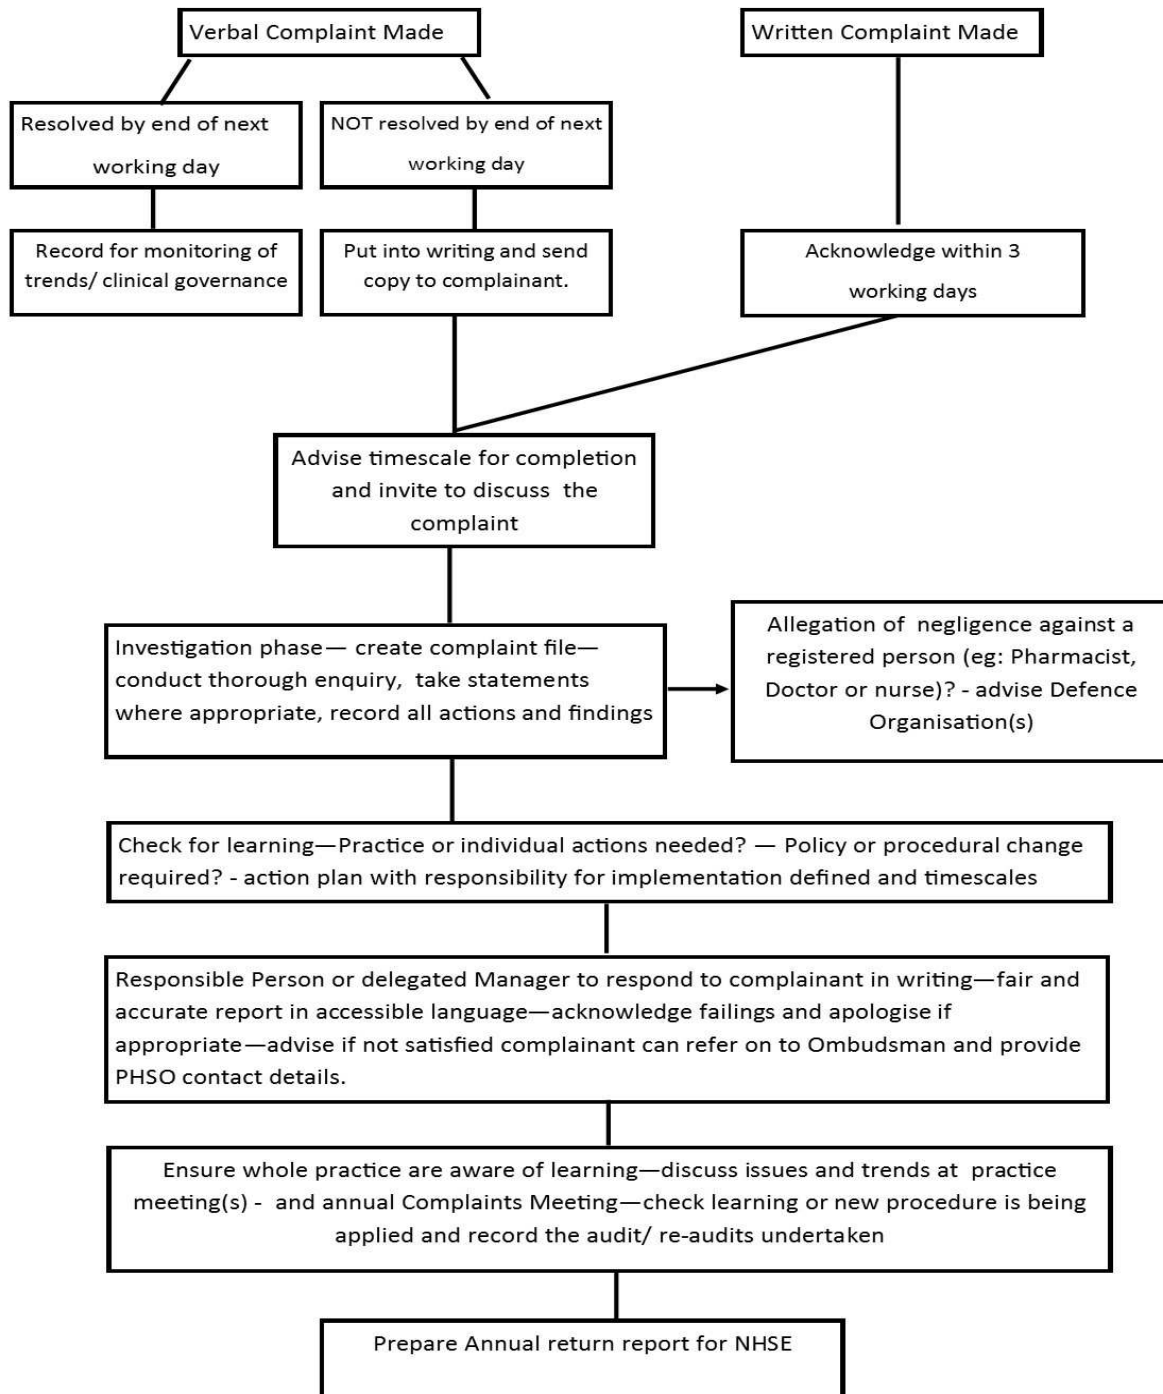 Verbal Complaint Made
Written Complaint Made
Resolved by end of next
working day
NOT resolved by end of next
working day
Record for monitoring of
trends/ clinical governance
Put into writing and send
copy to complainant.
Acknowledge within 3
working days
Advise timescale for completion
and invite to discuss the
complaint
Investigation phase— create complaint file—
conduct thorough enquiry, take statements
where appropriate, record all actions and findings
Allegation of negligence against a
registered person (eg: Pharmacist,
Doctor or nurse)? - advise Defence
Organisation(s)
Check for learning—Practice or individual actions needed? — Policy or procedural change
required? - action plan with responsibility for implementation defined and timescales
Responsible Person or delegated Manager to respond to complainant in writing—fair and
accurate report in accessible language—acknowledge failings and apologise if
appropriate—advise if not satisfied complainant can refer on to Ombudsman and provide
PHSO contact details.
Ensure whole practice are aware of learning—discuss issues and trends at practice
meeting(s) - and annual Complaints Meeting—check learning or new procedure is being
applied and record the audit/ re-audits undertaken
Prepare Annual return report for NHSE